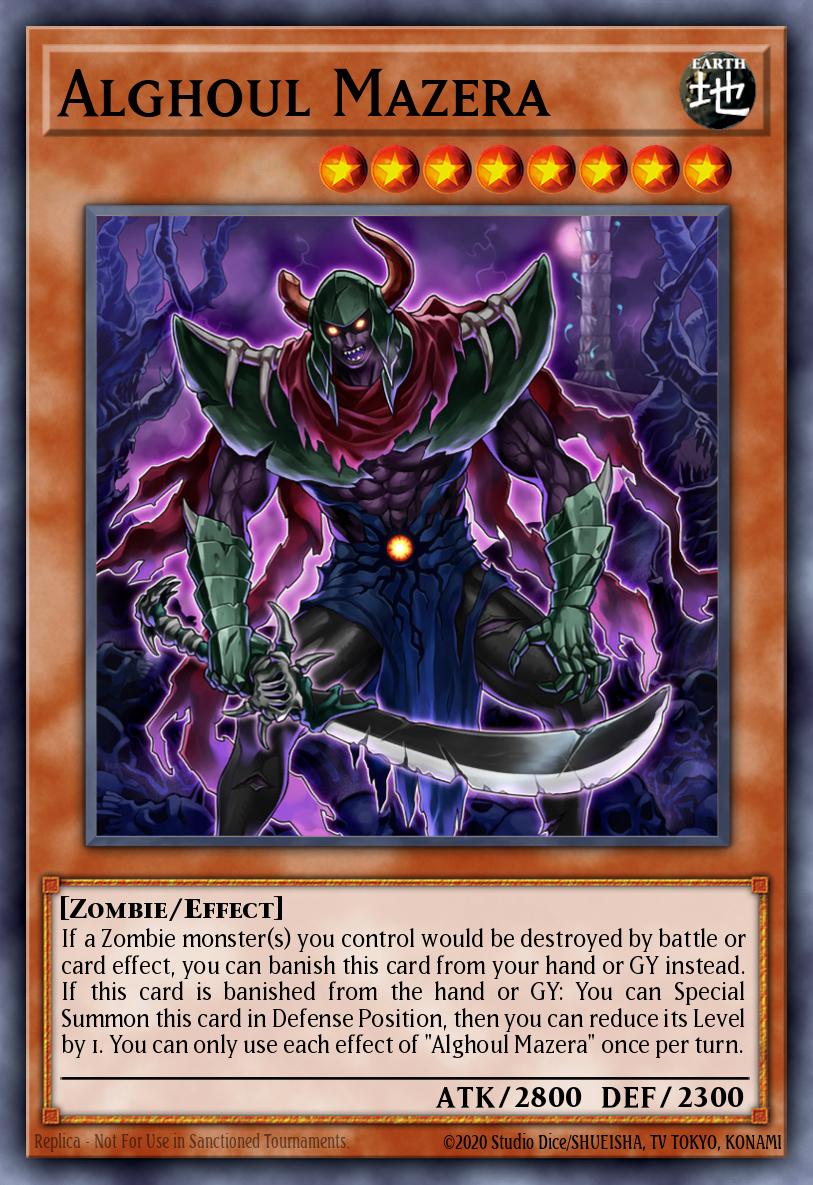 Alghoul Mazera
EARTH
地
[Zombie/Effect]
If a Zombie monster(s) you control would be destroyed by battle or
card effect, you can banish this card from your hand or GY instead.
If this card is banished from the hand or GY: You can Special
Summon this card in Defense Position, then you can reduce its Level
by 1. You can only use each effect of "Alghoul Mazera" once per turn.
ATK/2800 DEF/2300
Replica - Not For Use in Sanctioned Tournaments.
©2020 Studio Dice/SHUEISHA, TV TOKYO, KONAMI